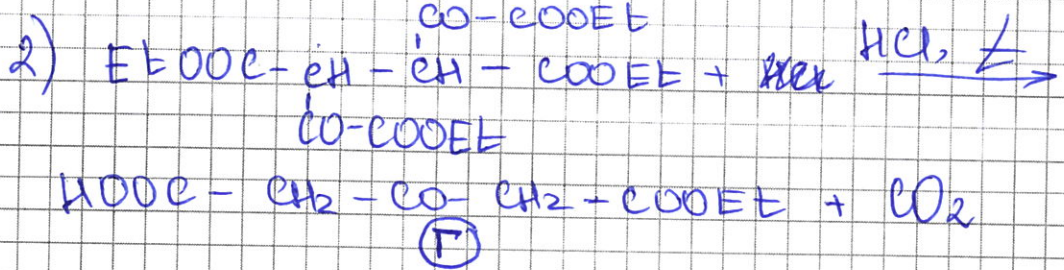 CO-COOEt
2) EtOOC-CH-CH-COOEt + HCl, t
CO-COOEt
HOOC-CH2-CO-CH2-COOEt + CO2
Г